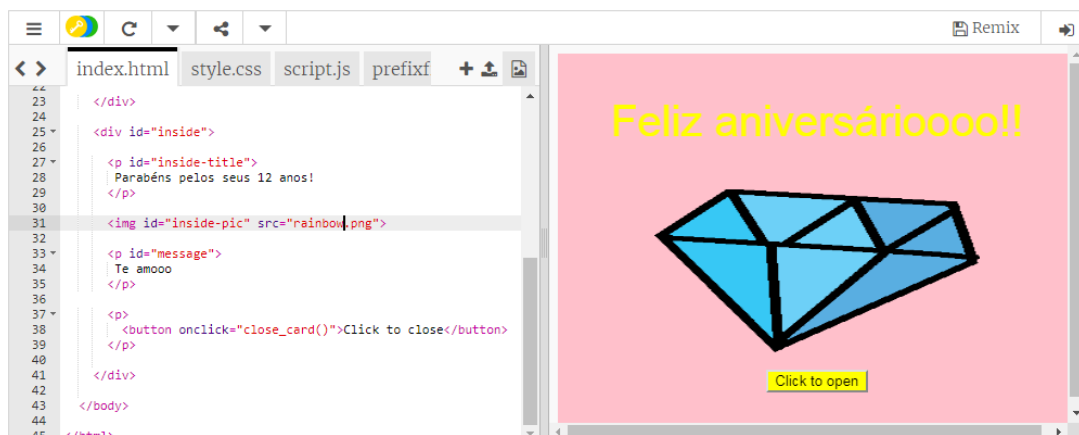 Remix
index.html style.css script.js prefixf
22
23 </div>
24
25 <div id="inside">
26
27 <p id="inside-title">
28 Parabéns pelos seus 12 anos!
29 </p>
30
31 <img id="inside-pic" src="rainbow.png">
32
33 <p id="message">
34 Te amooo
35 </p>
36
37 <p>
38 <button onclick="close_card()">Click to close</button>
39 </p>
40
41 </div>
42
43 </body>
44
45 </html>
Feliz aniversárioooo!!
Click to open